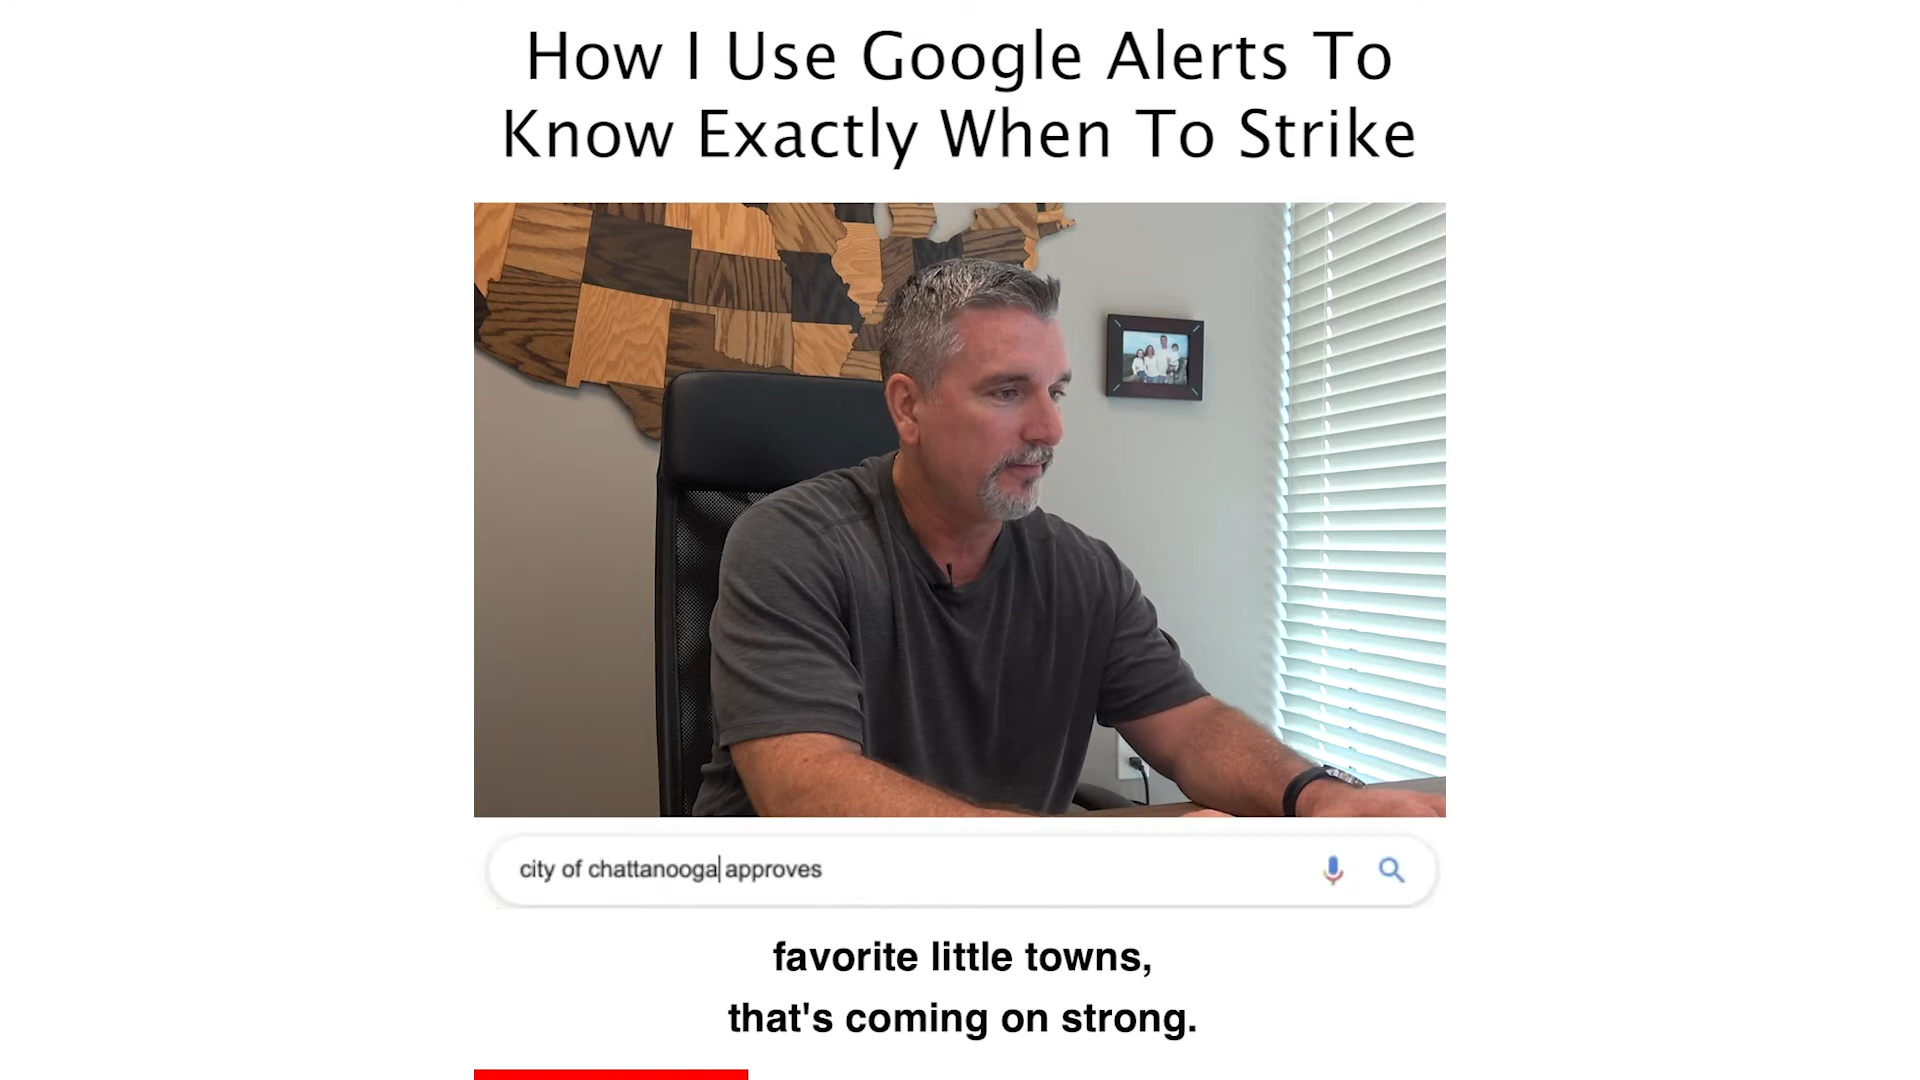 How I Use Google Alerts To
Know Exactly When To Strike
city of chattanooga approves
favorite little towns,
that's coming on strong.